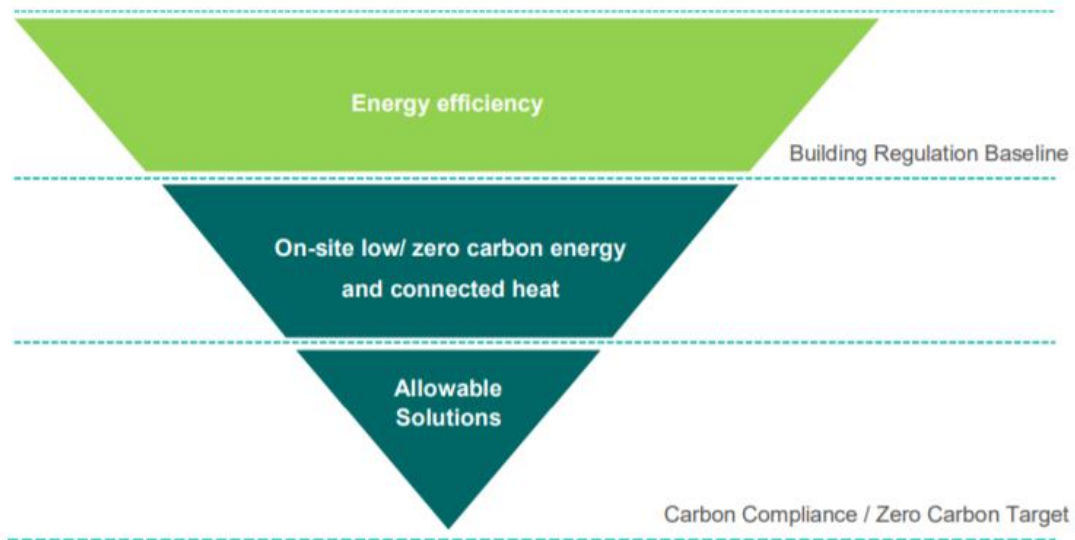 Energy efficiency
Building Regulation Baseline
On-site low/ zero carbon energy
and connected heat
Allowable
Solutions
Carbon Compliance / Zero Carbon Target